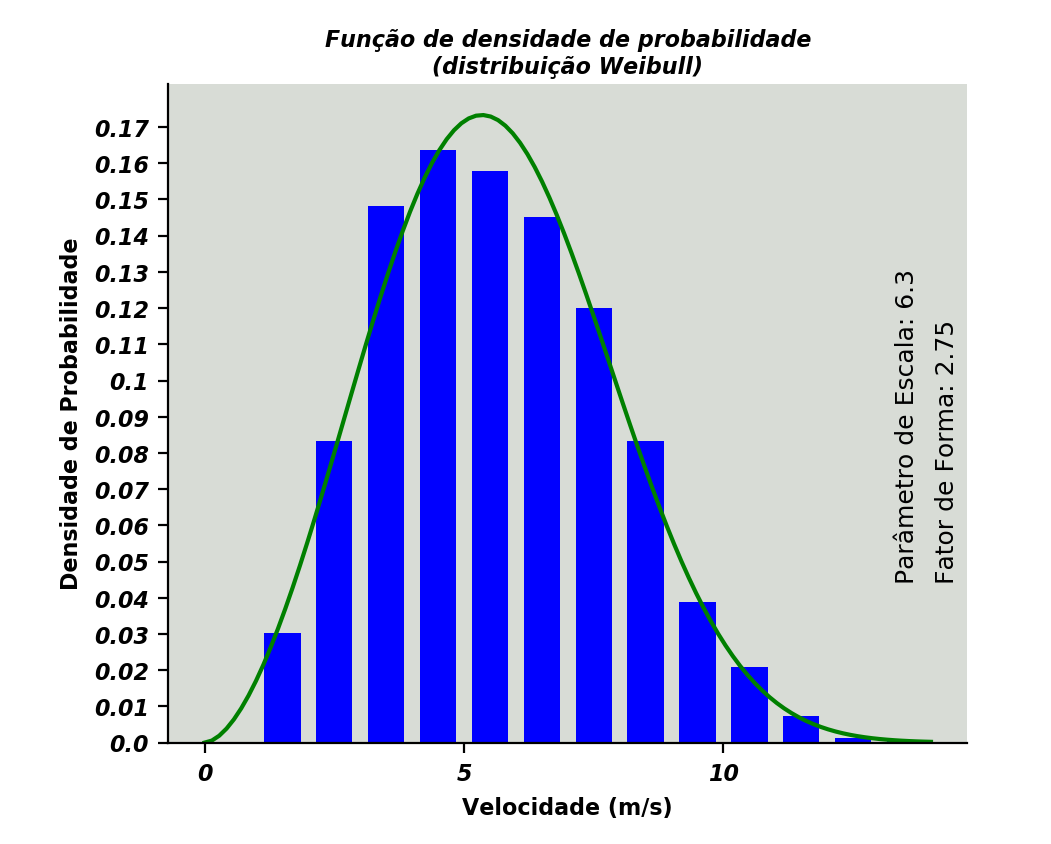 Função de densidade de probabilidade
(distribuição Weibull)
Densidade de Probabilidade
0.17
0.16
0.15
0.14
0.13
0.12
0.11
0.1
0.09
0.08
0.07
0.06
0.05
0.04
0.03
0.02
0.01
0.0
Parâmetro de Escala: 6.3
Fator de Forma: 2.75
0 5 10
Velocidade (m/s)